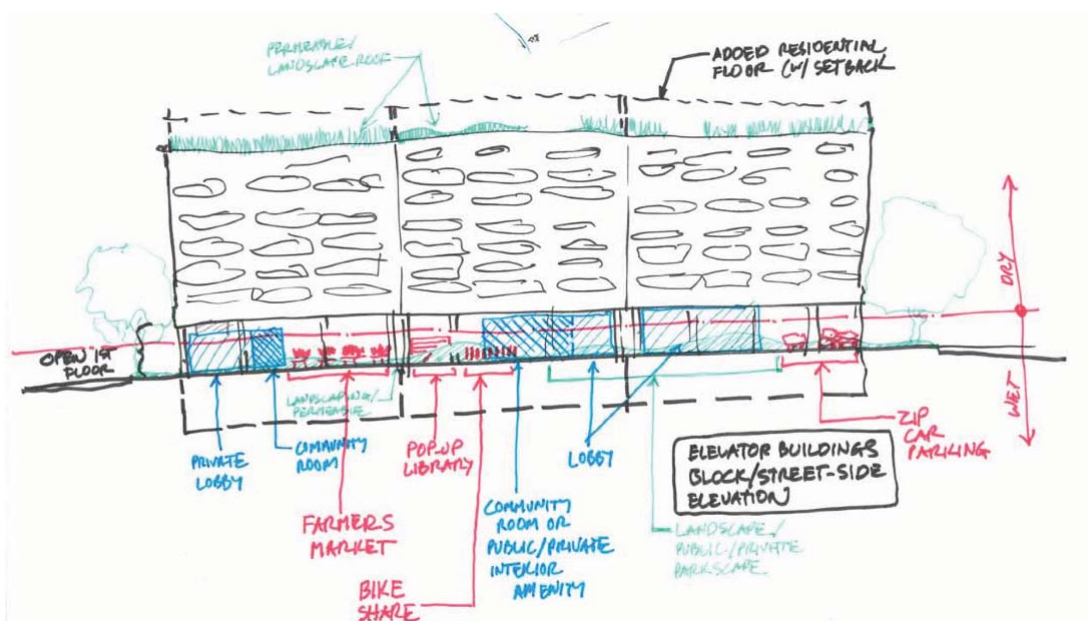 PERMEABLE/
LANDSCAPE ROOF
ADDED RESIDENTIAL
FLOOR (W/ SETBACK
DRY
WET
OPEN 1ST
FLOOR
LANDSCAPING/
PERMEABLE
PRIVATE
LOBBY
COMMUNITY
ROOM
FARMERS
MARKET
POP-UP
LIBRARY
BIKE
SHARE
COMMUNITY
ROOM OR
PUBLIC/PRIVATE
INTERIOR
AMENITY
LOBBY
ELEVATOR BUILDINGS
BLOCK/STREET-SIDE
ELEVATION
LANDSCAPE/
PUBLIC/PRIVATE
PARKSCAPE
ZIP
CAR
PARKING